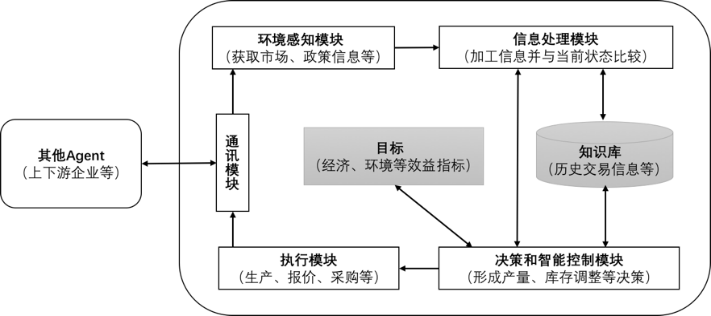 环境感知模块
（获取市场、政策信息等）
信息处理模块
（加工信息并与当前状态比较）
其他Agent
（上下游企业等）
通讯模块
目标
（经济、环境等效益指标）
知识库
（历史交易信息等）
执行模块
（生产、报价、采购等）
决策和智能控制模块
（形成产量、库存调整等决策）